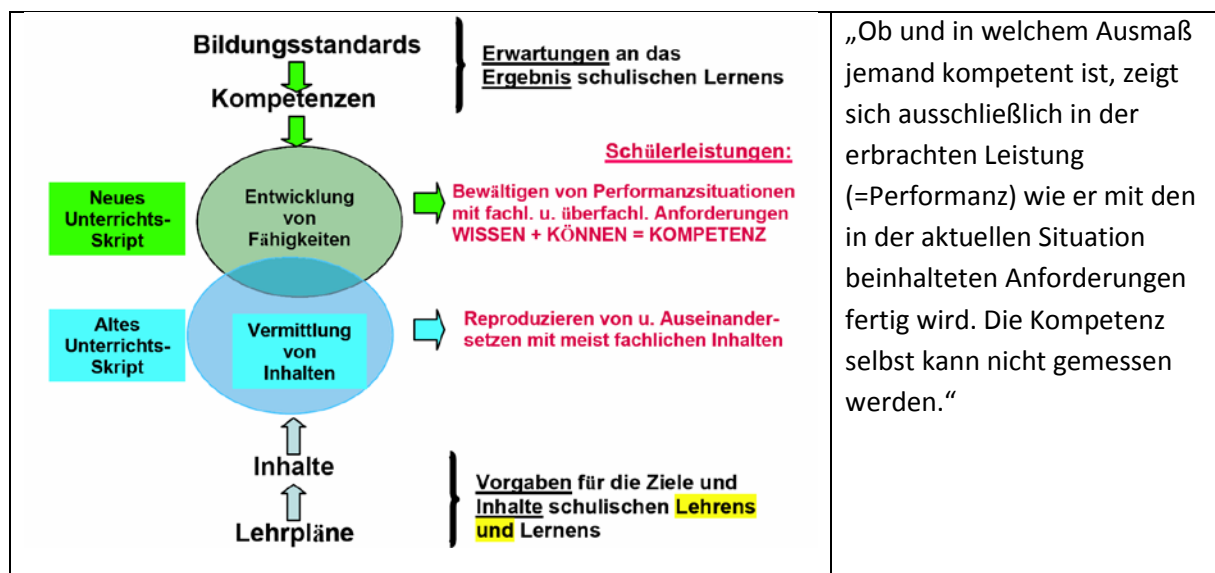 Bildungsstandards
Kompetenzen
Erwartungen an das
Ergebnis schulischen Lernens
Neues
Unterrichts-
Skript
Entwicklung
von
Fähigkeiten
Schülerleistungen:
Bewältigen von Performanzsituationen
mit fachl. u. überfachl. Anforderungen
WISSEN + KÖNNEN = KOMPETENZ
Altes
Unterrichts-
Skript
Vermittlung
von
Inhalten
Reproduzieren von u. Auseinander-
setzen mit meist fachlichen Inhalten
Inhalte
Lehrpläne
Vorgaben für die Ziele und
Inhalte schulischen Lehrens
und Lernens
„Ob und in welchem Ausmaß
jemand kompetent ist, zeigt
sich ausschließlich in der
erbrachten Leistung
(=Performanz) wie er mit den
in der aktuellen Situation
beinhalteten Anforderungen
fertig wird. Die Kompetenz
selbst kann nicht gemessen
werden.“